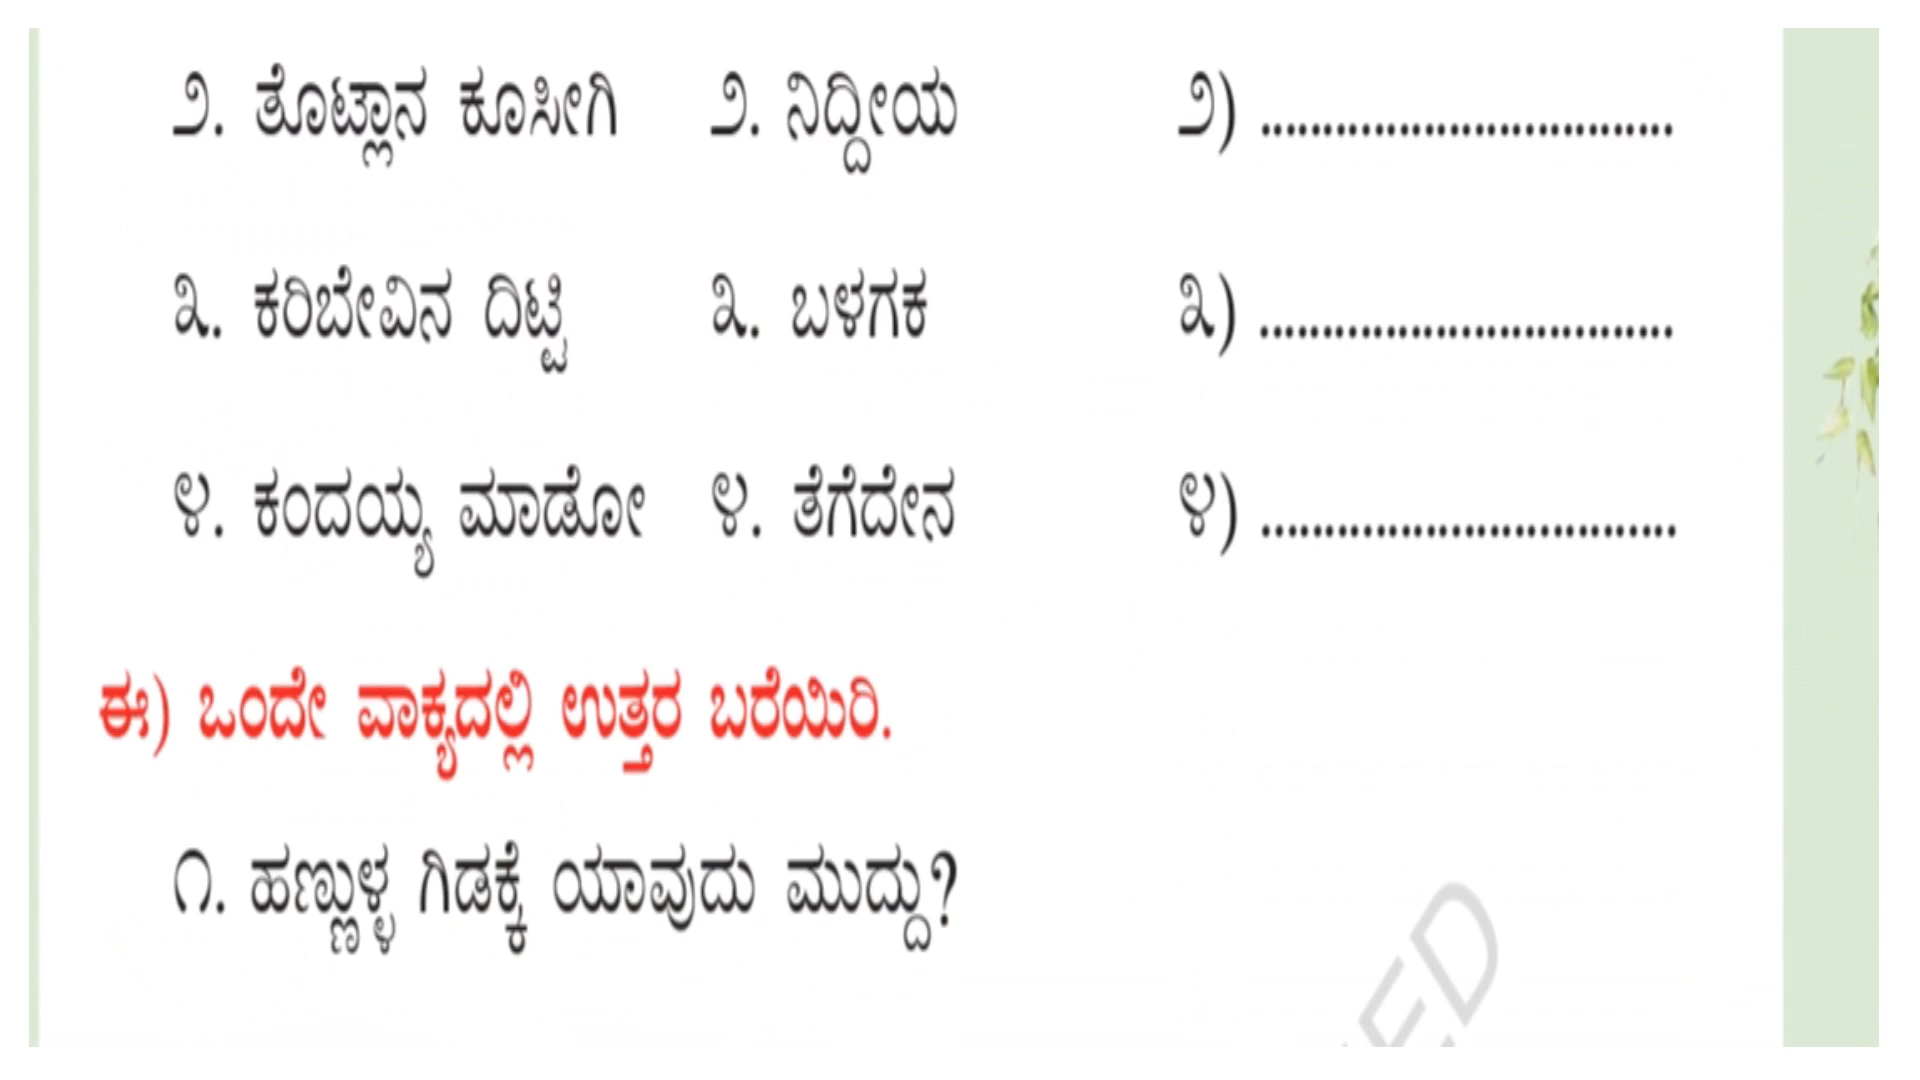 ೨. ತೊಟ್ಲಾನ ಕೂಸೀಗಿ ೨. ನಿದ್ದೀಯ ೨) .................................
೩. ಕರಿಬೇವಿನ ದಿಟ್ಟಿ ೩. ಬಳಗಕ ೩) .................................
೪. ಕಂದಯ್ಯ ಮಾಡೋ ೪. ತೆಗೆದೇನ ೪) .................................
ಈ) ಒಂದೇ ವಾಕ್ಯದಲ್ಲಿ ಉತ್ತರ ಬರೆಯಿರಿ.
೧. ಹಣ್ಣುಳ್ಳ ಗಿಡಕ್ಕೆ ಯಾವುದು ಮುದ್ದು?